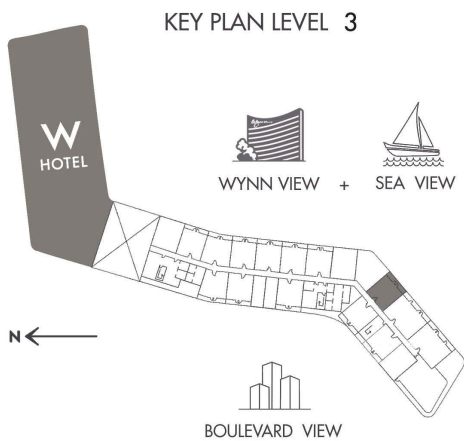 KEY PLAN LEVEL 3
W
HOTEL
WYNN VIEW + SEA VIEW
N
BOULEVARD VIEW